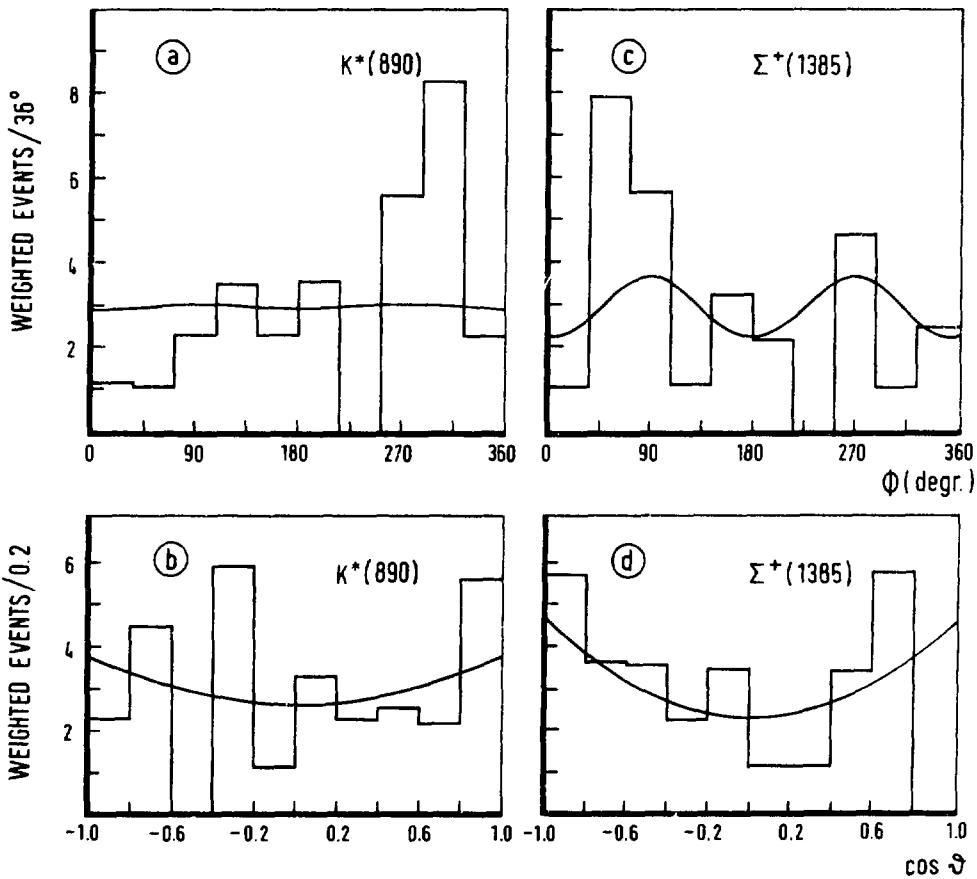 a
K*(890)
WEIGHTED EVENTS/36°
8
6
4
2
0 90 180 270 360
c
Σ⁺(1385)
0 90 180 270 360
Φ(degr.)
b
K*(890)
WEIGHTED EVENTS/0.2
6
4
2
-1.0 -0.6 -0.2 0.2 0.6 1.0
d
Σ⁺(1385)
-1.0 -0.6 -0.2 0.2 0.6 1.0
cos ϑ